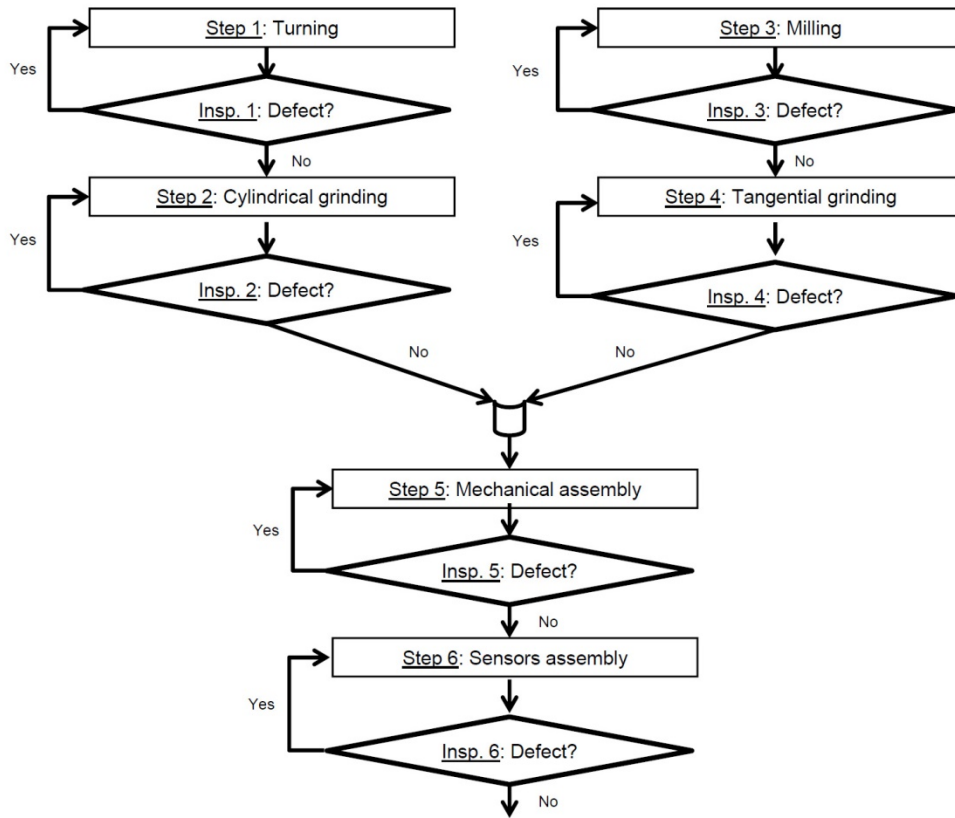 Step 1: Turning
Yes
Insp. 1: Defect?
No
Step 2: Cylindrical grinding
Yes
Insp. 2: Defect?
No
Step 3: Milling
Yes
Insp. 3: Defect?
No
Step 4: Tangential grinding
Yes
Insp. 4: Defect?
No
Step 5: Mechanical assembly
Yes
Insp. 5: Defect?
No
Step 6: Sensors assembly
Yes
Insp. 6: Defect?
No